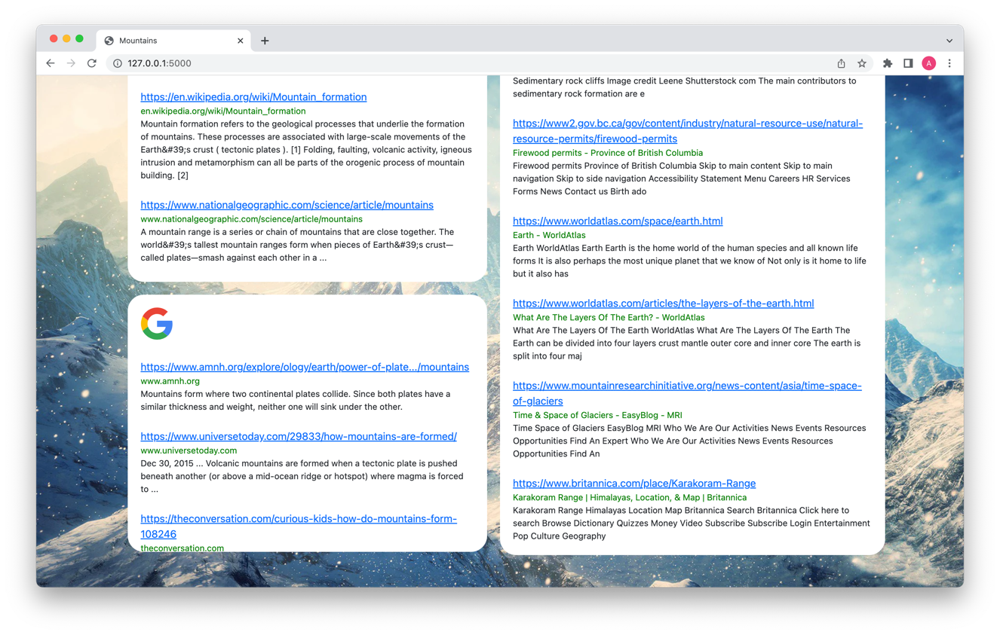 Mountains
127.0.0.1:5000
A
https://en.wikipedia.org/wiki/Mountain_formation
en.wikipedia.org/wiki/Mountain_formation
Mountain formation refers to the geological processes that underlie the formation
of mountains. These processes are associated with large-scale movements of the
Earth&#39;s crust ( tectonic plates ). [1] Folding, faulting, volcanic activity, igneous
intrusion and metamorphism can all be parts of the orogenic process of mountain
building. [2]
https://www.nationalgeographic.com/science/article/mountains
www.nationalgeographic.com/science/article/mountains
A mountain range is a series or chain of mountains that are close together. The
world&#39;s tallest mountain ranges form when pieces of Earth&#39;s crust—
called plates—smash against each other in a ...
G
https://www.amnh.org/explore/ology/earth/power-of-plate.../mountains
www.amnh.org
Mountains form where two continental plates collide. Since both plates have a
similar thickness and weight, neither one will sink under the other.
https://www.universetoday.com/29833/how-mountains-are-formed/
www.universetoday.com
Dec 30, 2015 ... Volcanic mountains are formed when a tectonic plate is pushed
beneath another (or above a mid-ocean ridge or hotspot) where magma is forced
to ...
https://theconversation.com/curious-kids-how-do-mountains-form-
108246
theconversation.com
Sedimentary rock cliffs Image credit Leene Shutterstock com The main contributors to
sedimentary rock formation are e
https://www2.gov.bc.ca/gov/content/industry/natural-resource-use/natural-
resource-permits/firewood-permits
Firewood permits - Province of British Columbia
Firewood permits Province of British Columbia Skip to main content Skip to main
navigation Skip to side navigation Accessibility Statement Menu Careers HR Services
Forms News Contact us Birth ado
https://www.worldatlas.com/space/earth.html
Earth - WorldAtlas
Earth WorldAtlas Earth Earth is the home world of the human species and all known life
forms It is also perhaps the most unique planet that we know of Not only is it home to life
but it also has
https://www.worldatlas.com/articles/the-layers-of-the-earth.html
What Are The Layers Of The Earth? - WorldAtlas
What Are The Layers Of The Earth WorldAtlas What Are The Layers Of The Earth The
Earth can be divided into four layers crust mantle outer core and inner core The earth is
split into four maj
https://www.mountainresearchinitiative.org/news-content/asia/time-space-
of-glaciers
Time & Space of Glaciers - EasyBlog - MRI
Time Space of Glaciers EasyBlog MRI Who We Are Our Activities News Events Resources
Opportunities Find An Expert Who We Are Our Activities News Events Resources
Opportunities Find An
https://www.britannica.com/place/Karakoram-Range
Karakoram Range | Himalayas, Location, & Map | Britannica
Karakoram Range Himalayas Location Map Britannica Search Britannica Click here to
search Browse Dictionary Quizzes Money Video Subscribe Subscribe Login Entertainment
Pop Culture Geography